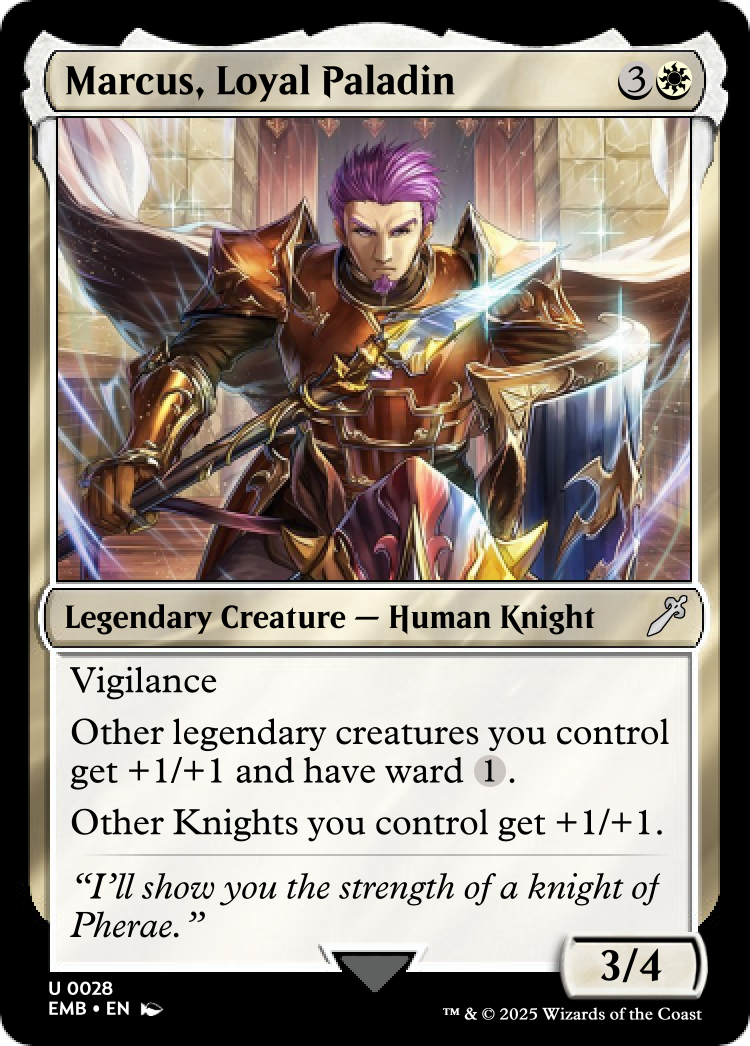 Marcus, Loyal Paladin
3
Legendary Creature — Human Knight
Vigilance
Other legendary creatures you control
get +1/+1 and have ward 1.
Other Knights you control get +1/+1.
“I’ll show you the strength of a knight of
Pherae.”
3/4
U 0028
EMB • EN
™ & © 2025 Wizards of the Coast